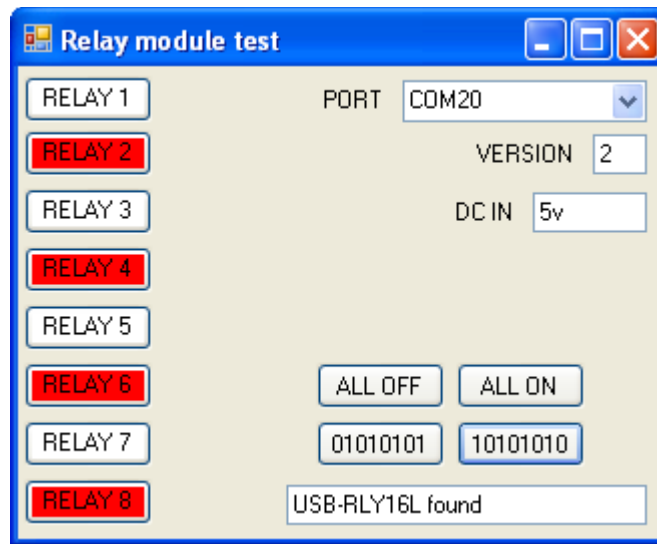 Relay module test
RELAY 1 PORT COM20
RELAY 2 VERSION 2
RELAY 3 DC IN 5v
RELAY 4
RELAY 5
RELAY 6 ALL OFF ALL ON
RELAY 7 01010101 10101010
RELAY 8 USB-RLY16L found